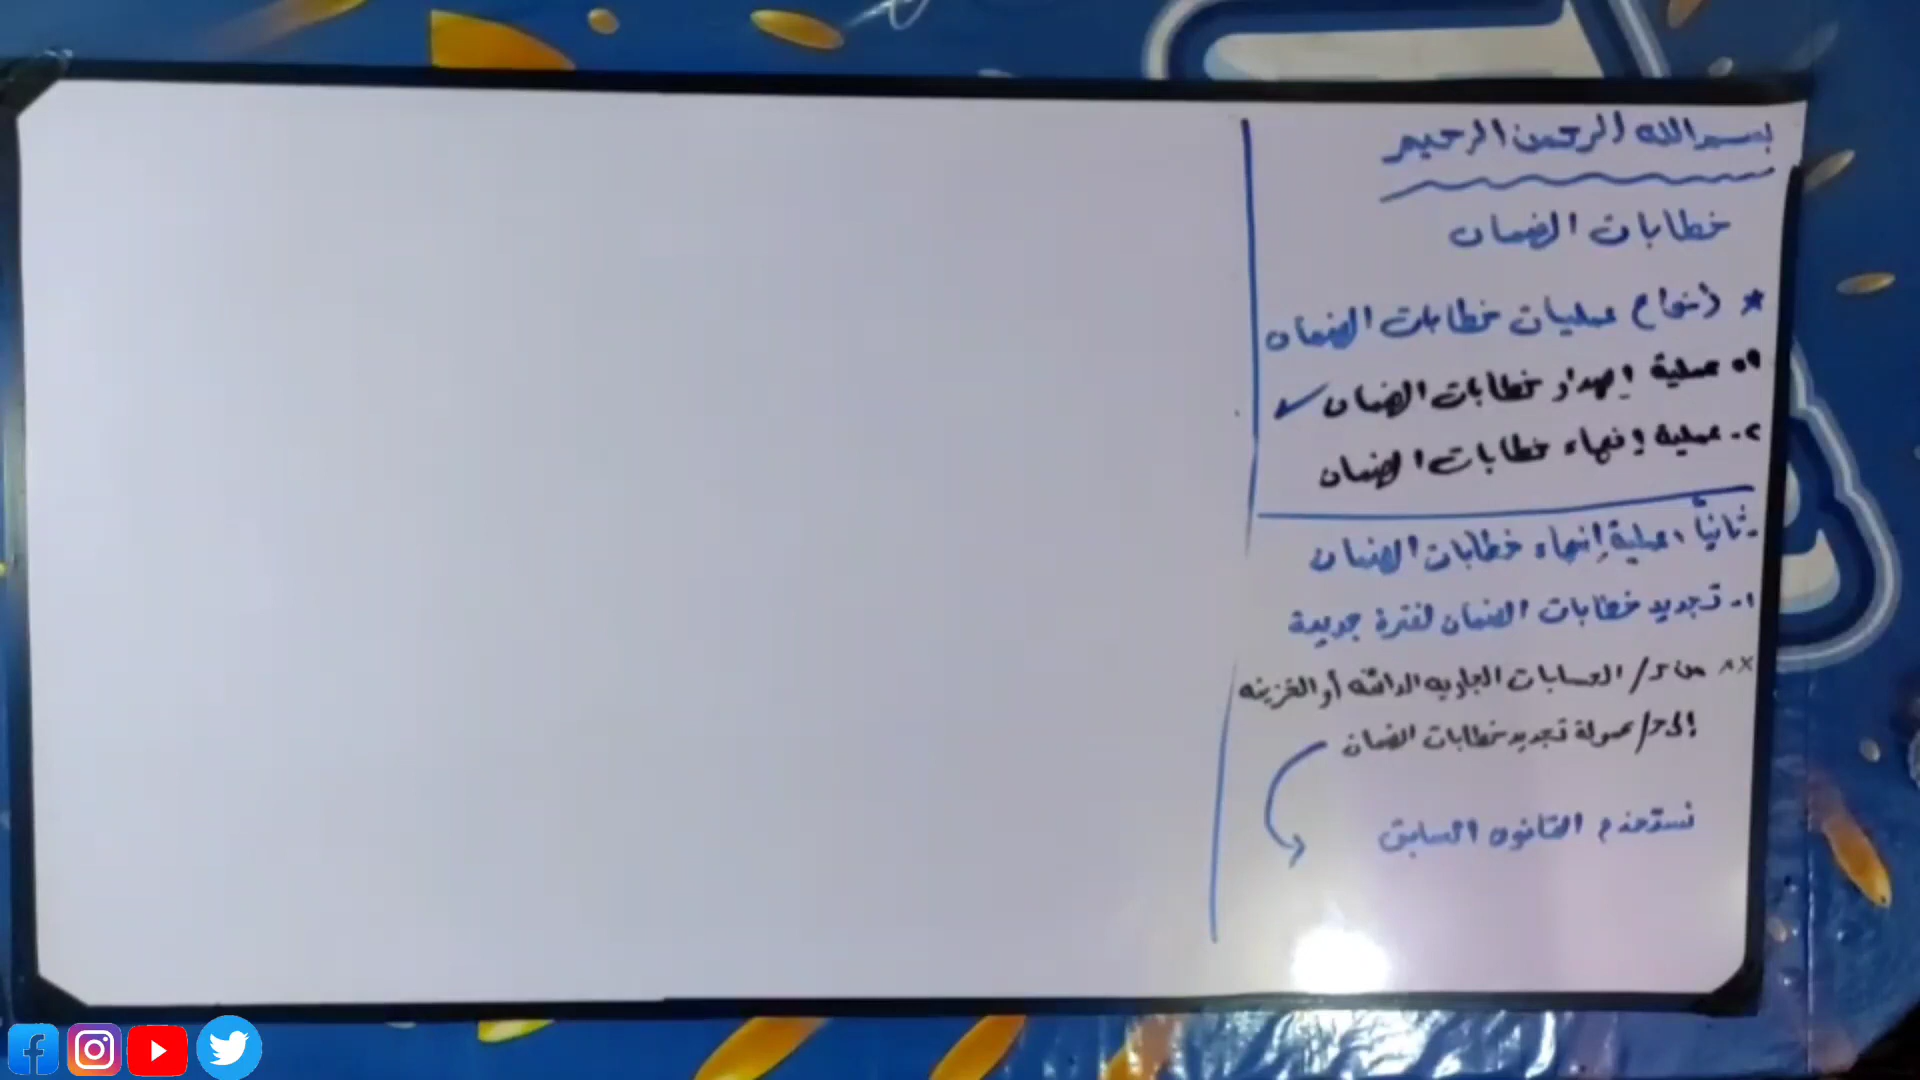 بسم الله الرحمن الرحيم
خطابات الضمان
* أنواع عمليات خطابات الضمان
١٠ عملية إصدار خطابات الضمان ✓
٢- عملية إنهاء خطابات الضمان
- ثانياً: عملية إنهاء خطابات الضمان
١- تجديد خطابات الضمان لفترة جديدة
×× من ح/ الحسابات الجارية الدائنة أو الخزينه
إلى ح/ عمولة تجديد خطابات الضمان
نستخدم القانون السابق